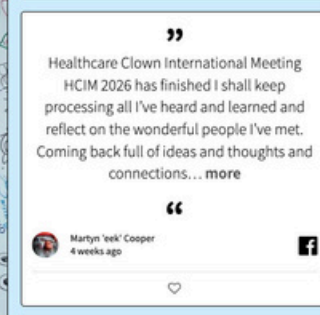 ”
Healthcare Clown International Meeting
HCIM 2026 has finished I shall keep
processing all I've heard and learned and
reflect on the wonderful people I've met.
Coming back full of ideas and thoughts and
connections... more
“
Martyn 'eek' Cooper
4 weeks ago